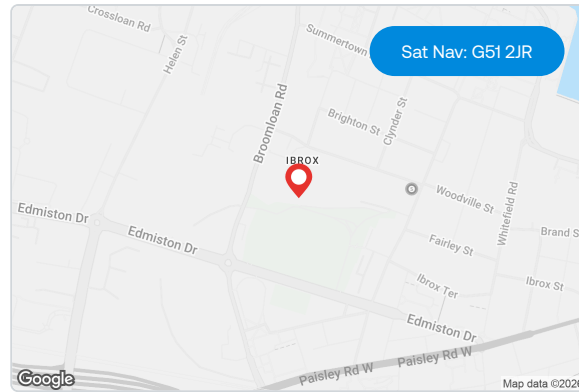 Crossloan Rd
Helen St
Summertown
Sat Nav: G51 2JR
Broomloan Rd
Brighton St
Clynder St
IBROX
Woodville St
Whitefield Rd
Edmiston Dr
Edmiston Dr
Fairley St
Brand S
Ibrox Ter
Ibrox St
Edmiston Dr
Paisley Rd W
Paisley Rd W
Google
Map data ©2026